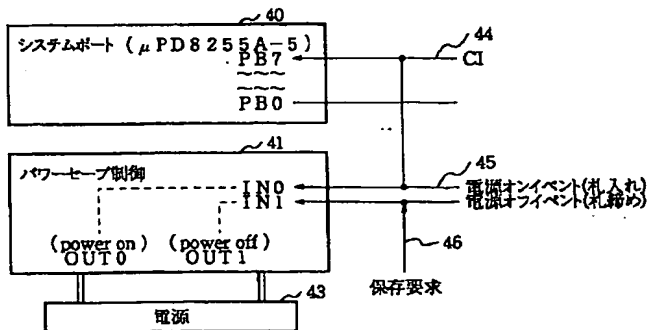 40
システムポート (μPD8255A-5)
PB7
44
CI
~~~
~~~
PB0
41
パワーセーブ制御
45
IN0
電源オンイベント(札入れ)
IN1
電源オフイベント(札締め)
(power on) (power off)
OUT0 OUT1
46
43
保存要求
電源